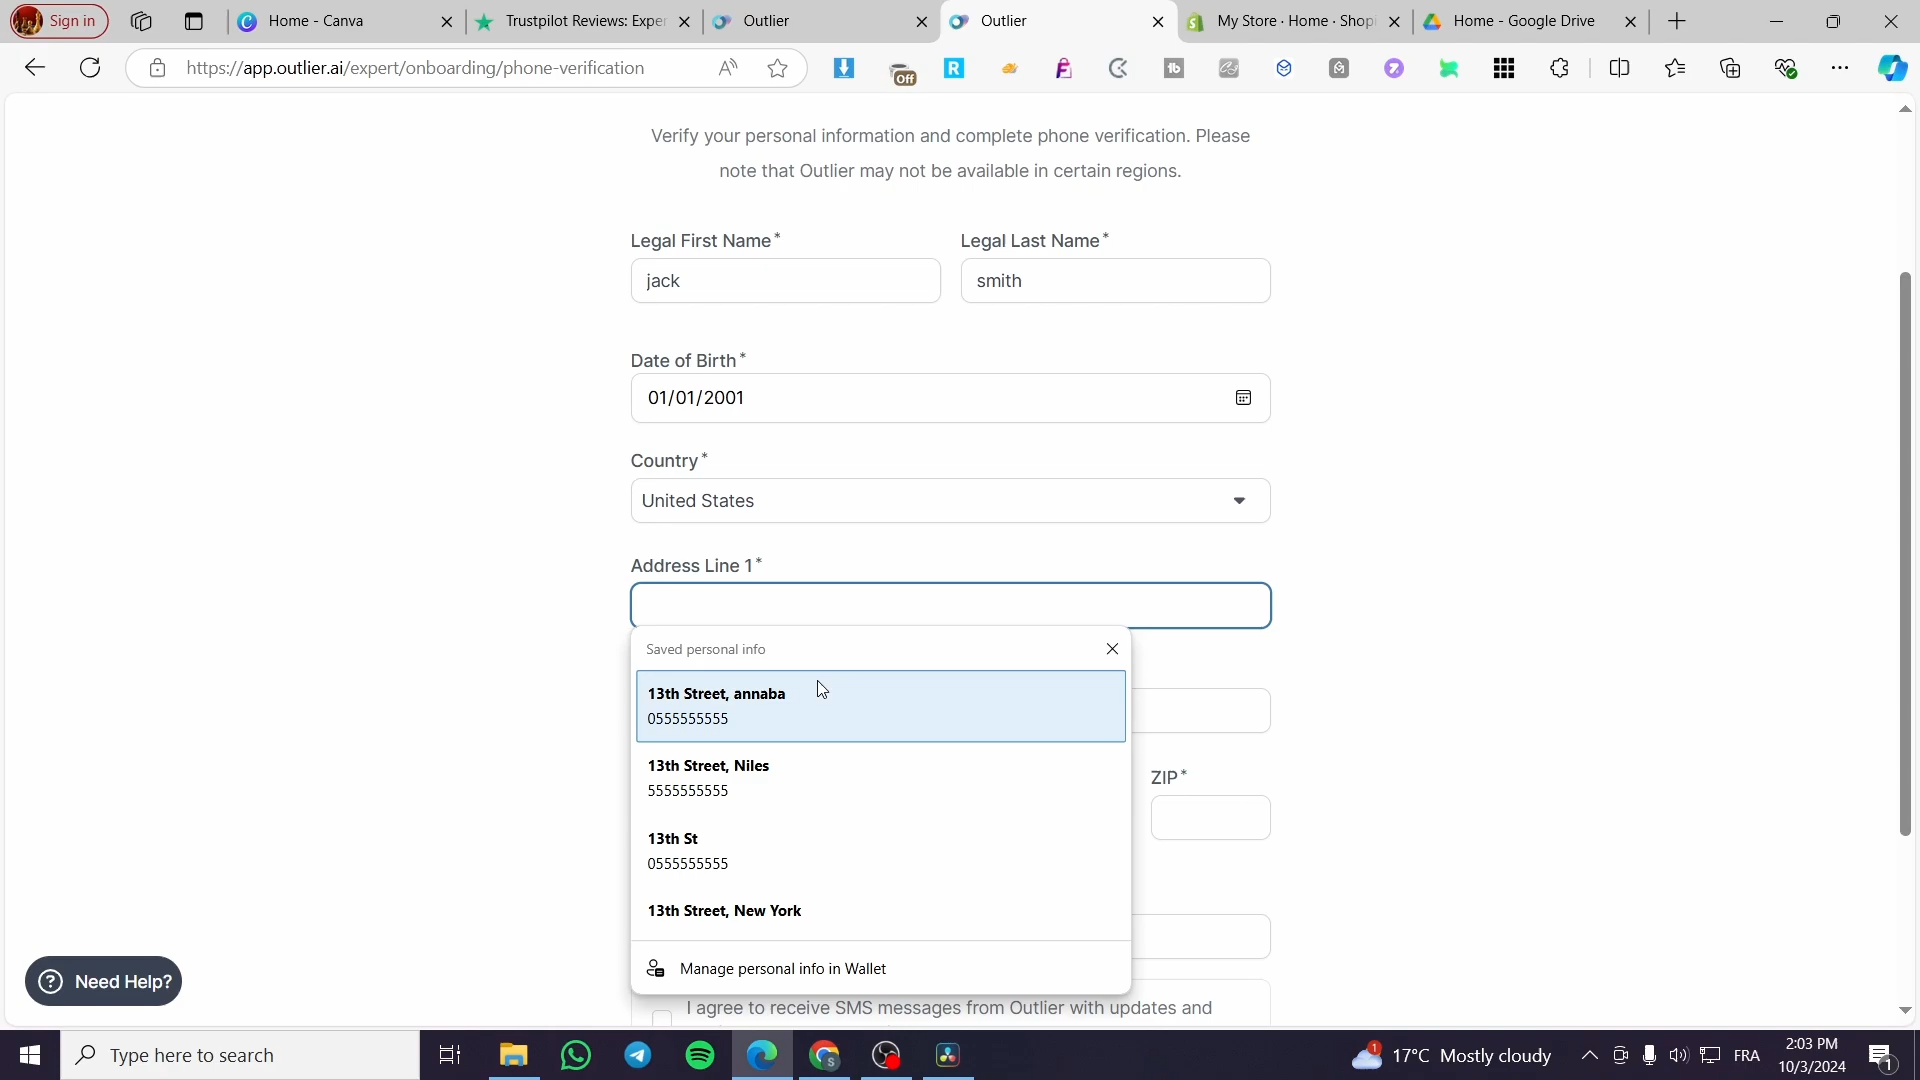 Sign in
Home - Canva
Trustpilot Reviews: Exper
Outlier
Outlier
My Store · Home · Shopi
Home - Google Drive
https://app.outlier.ai/expert/onboarding/phone-verification
Off
Verify your personal information and complete phone verification. Please
note that Outlier may not be available in certain regions.
Legal First Name*
Legal Last Name*
jack
smith
Date of Birth*
01/01/2001
Country*
United States
Address Line 1*
Saved personal info
13th Street, annaba
0555555555
13th Street, Niles
5555555555
ZIP*
13th St
0555555555
13th Street, New York
Manage personal info in Wallet
Need Help?
I agree to receive SMS messages from Outlier with updates and
Type here to search
17°C Mostly cloudy
FRA
2:03 PM
10/3/2024